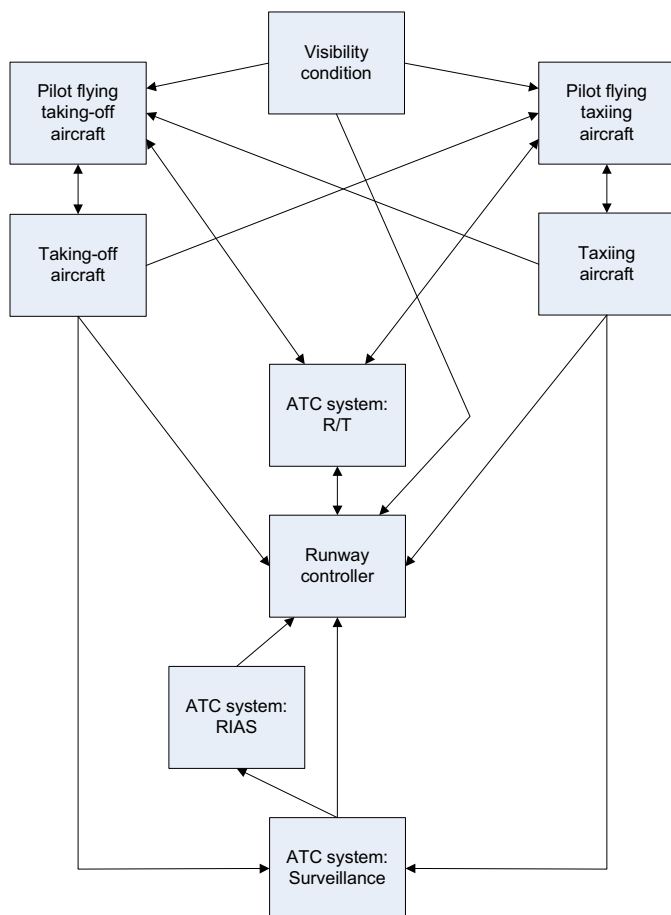 Visibility
condition
Pilot flying
taking-off
aircraft
Pilot flying
taxiing
aircraft
Taking-off
aircraft
Taxiing
aircraft
ATC system:
R/T
Runway
controller
ATC system:
RIAS
ATC system:
Surveillance